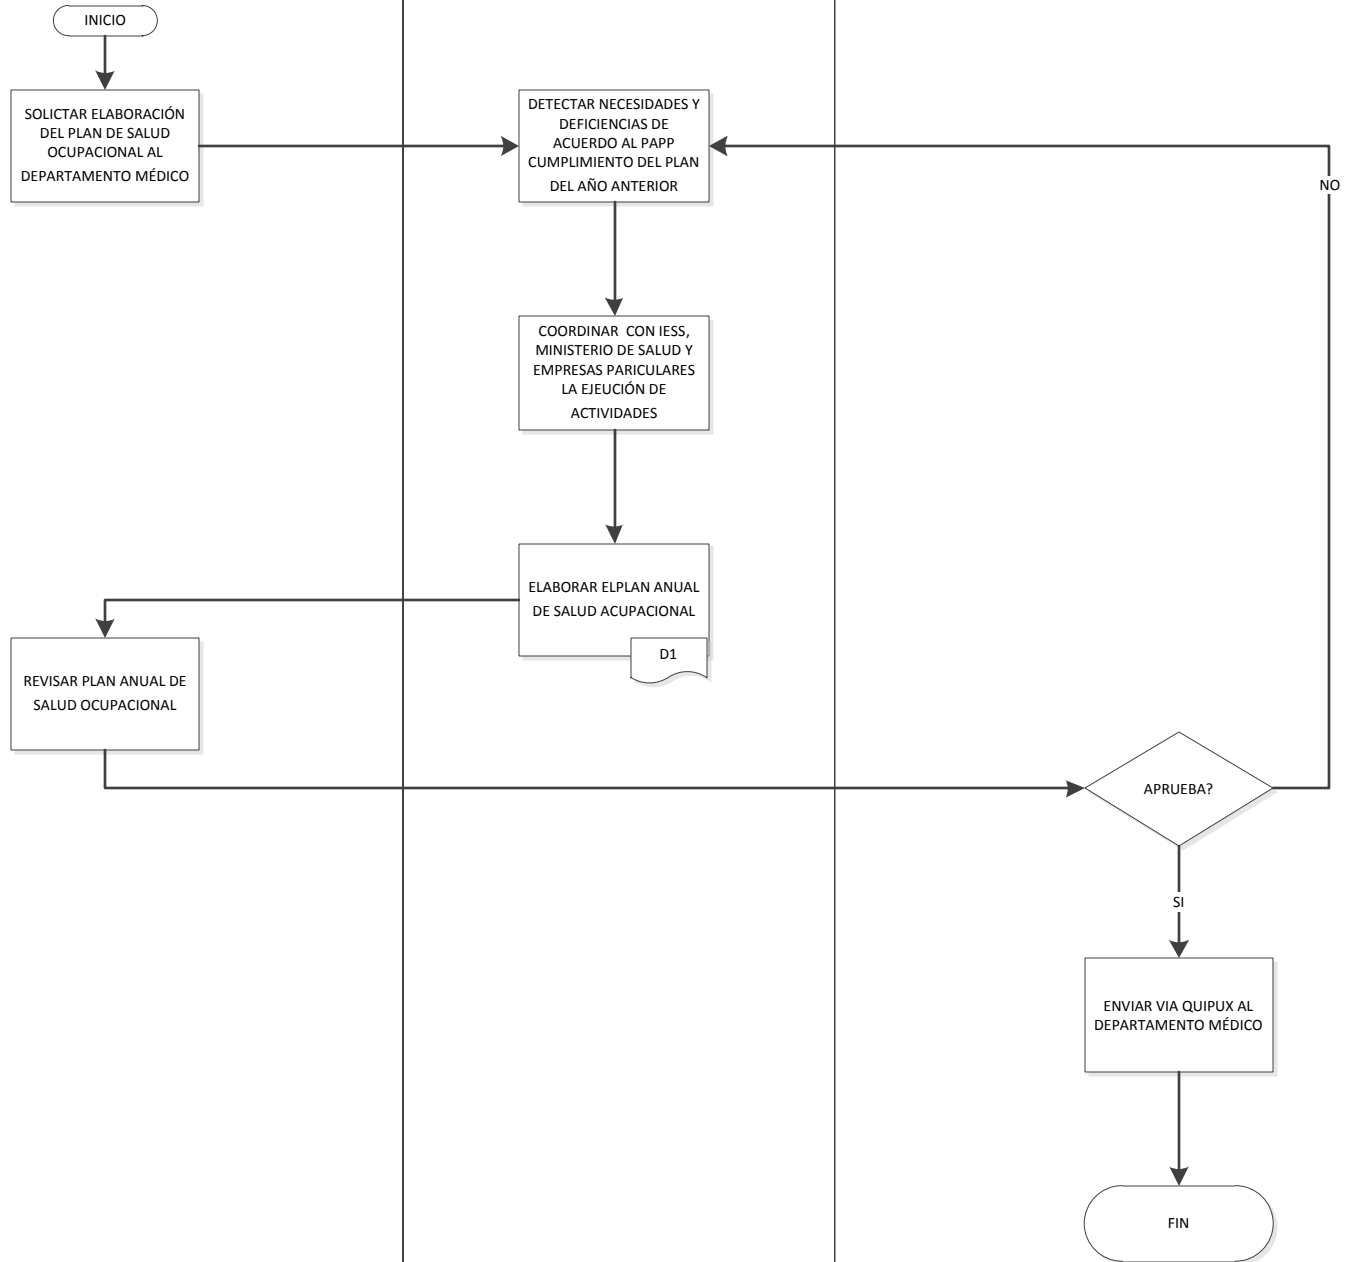 INICIO
SOLICTAR ELABORACIÓN
DEL PLAN DE SALUD
OCUPACIONAL AL
DEPARTAMENTO MÉDICO
DETECTAR NECESIDADES Y
DEFICIENCIAS DE
ACUERDO AL PAPP
CUMPLIMIENTO DEL PLAN
DEL AÑO ANTERIOR
NO
COORDINAR CON IESS,
MINISTERIO DE SALUD Y
EMPRESAS PARICULARES
LA EJEUCIÓN DE
ACTIVIDADES
ELABORAR ELPLAN ANUAL
DE SALUD ACUPACIONAL
D1
REVISAR PLAN ANUAL DE
SALUD OCUPACIONAL
APRUEBA?
SI
ENVIAR VIA QUIPUX AL
DEPARTAMENTO MÉDICO
FIN